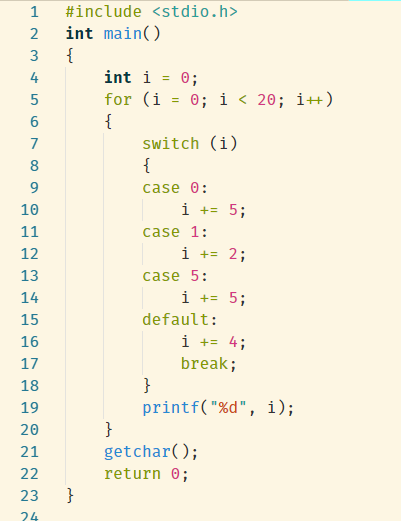 1 #include <stdio.h>
2 int main()
3 {
4     int i = 0;
5     for (i = 0; i < 20; i++)
6     {
7         switch (i)
8         {
9         case 0:
10             i += 5;
11         case 1:
12             i += 2;
13         case 5:
14             i += 5;
15         default:
16             i += 4;
17             break;
18         }
19         printf("%d", i);
20     }
21     getchar();
22     return 0;
23 }
24